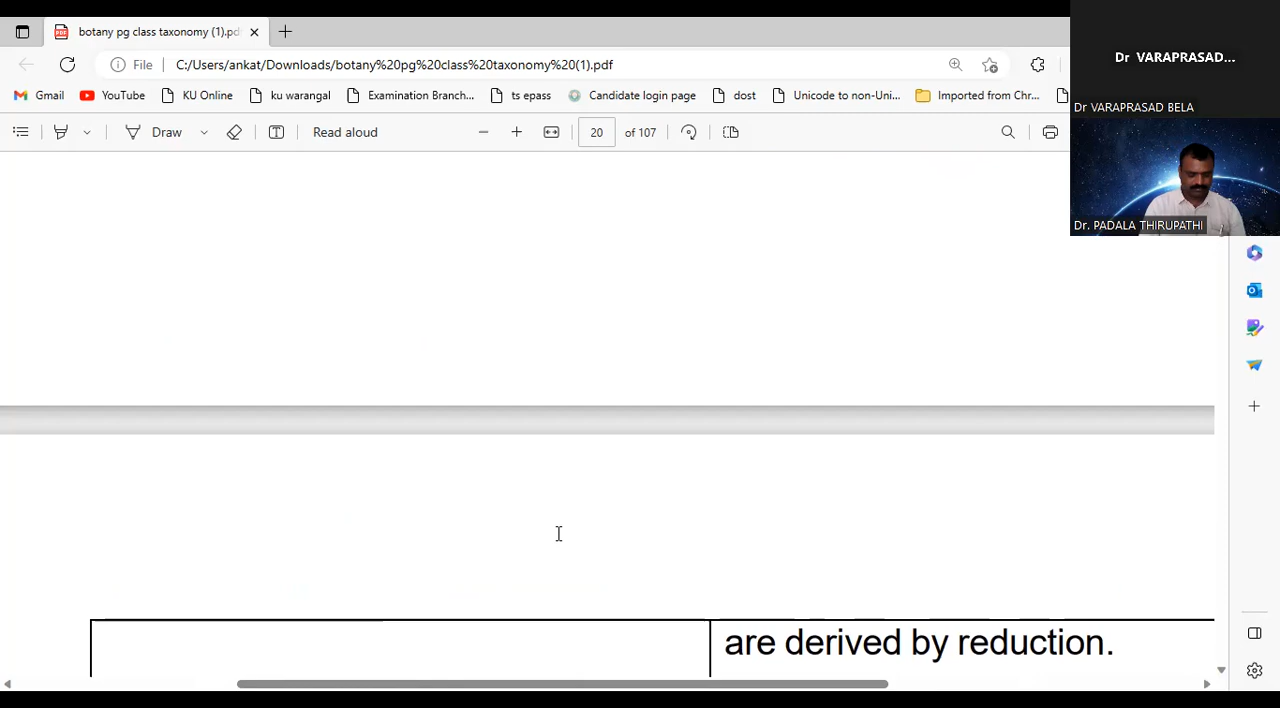 botany pg class taxonomy (1).pd
File
C:/Users/ankat/Downloads/botany%20pg%20class%20taxonomy%20(1).pdf
Gmail
YouTube
KU Online
ku warangal
Examination Branch...
ts epass
Candidate login page
dost
Unicode to non-Uni...
Imported from Chr...
Draw
Read aloud
20 of 107
Dr VARAPRASAD...
Dr VARAPRASAD BELA
Dr. PADALA THIRUPATHI
are derived by reduction.